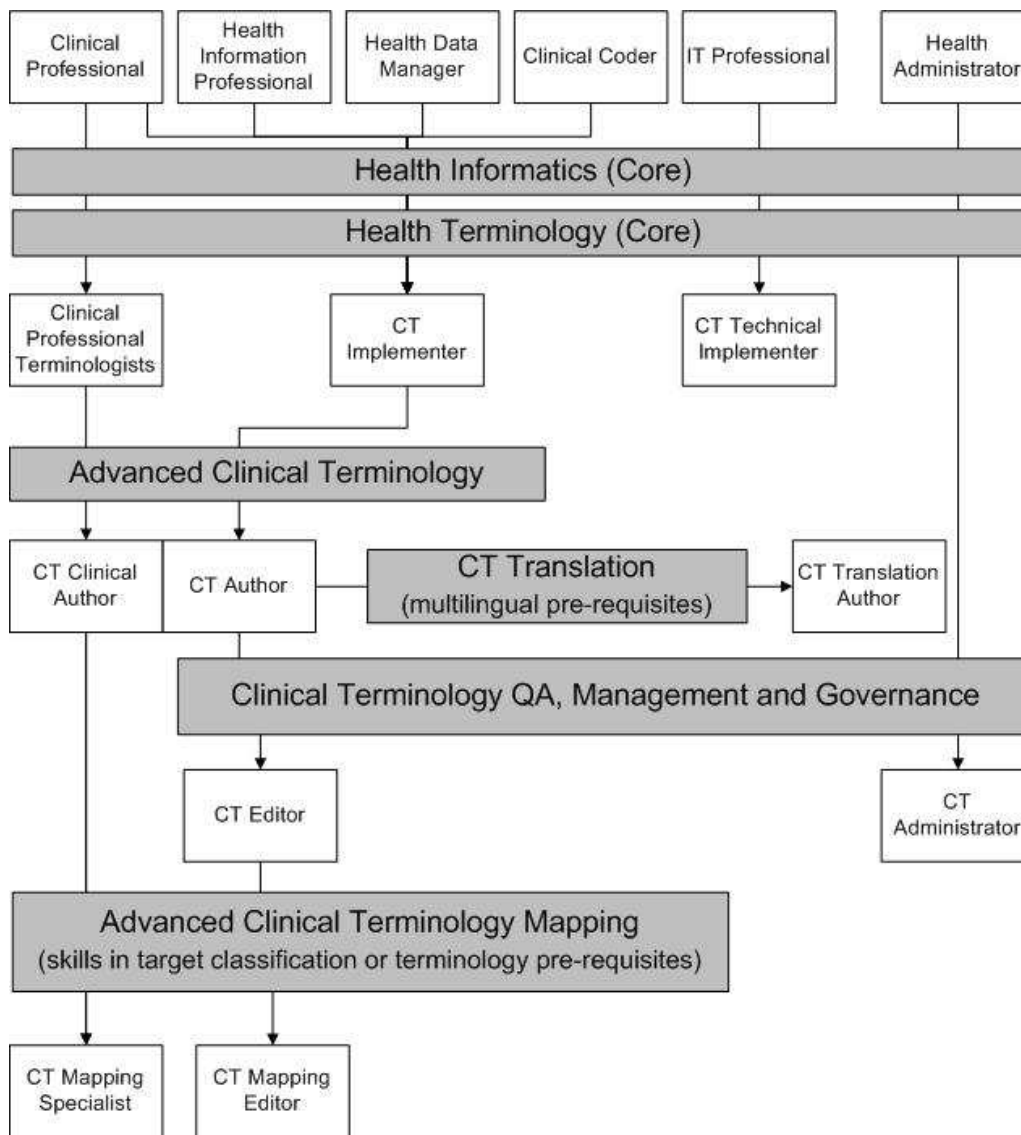 Clinical
Professional
Health
Information
Professional
Health Data
Manager
Clinical Coder
IT Professional
Health
Administrator
Health Informatics (Core)
Health Terminology (Core)
Clinical
Professional
Terminologists
CT
Implementer
CT Technical
Implementer
Advanced Clinical Terminology
CT Clinical
Author
CT Author
CT Translation
(multilingual pre-requisites)
CT Translation
Author
Clinical Terminology QA, Management and Governance
CT Editor
CT
Administrator
Advanced Clinical Terminology Mapping
(skills in target classification or terminology pre-requisites)
CT Mapping
Specialist
CT Mapping
Editor